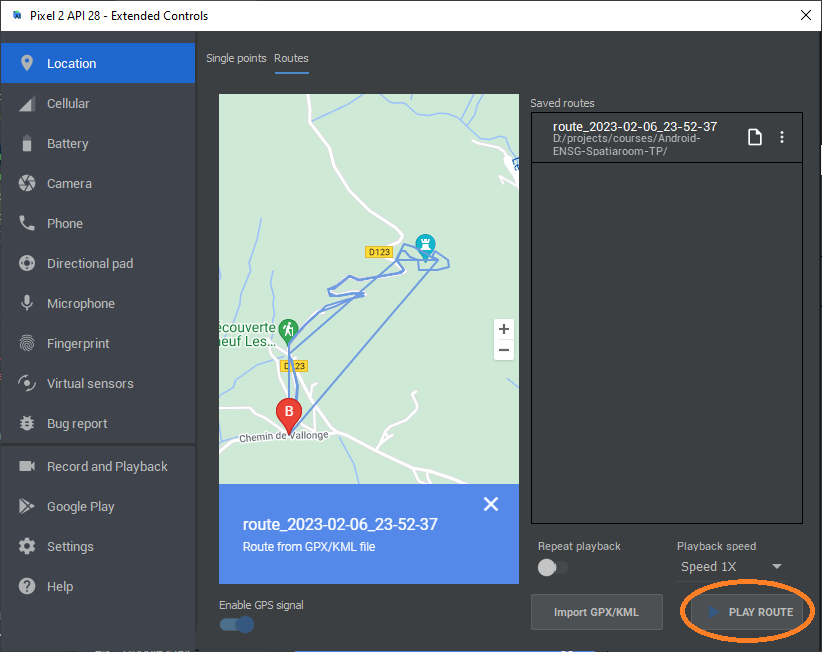 Pixel 2 API 28 - Extended Controls
Location
Cellular
Battery
Camera
Phone
Directional pad
Microphone
Fingerprint
Virtual sensors
Bug report
Record and Playback
Google Play
Settings
Help
Single points Routes
D123
écouverte
euf Les...
D123
B
Chemin de Vallonge
route_2023-02-06_23-52-37
Route from GPX/KML file
Enable GPS signal
Saved routes
route_2023-02-06_23-52-37
D:/projects/courses/Android-
ENSG-Spatiaroom-TP/
Repeat playback
Playback speed
Speed 1X
Import GPX/KML
PLAY ROUTE